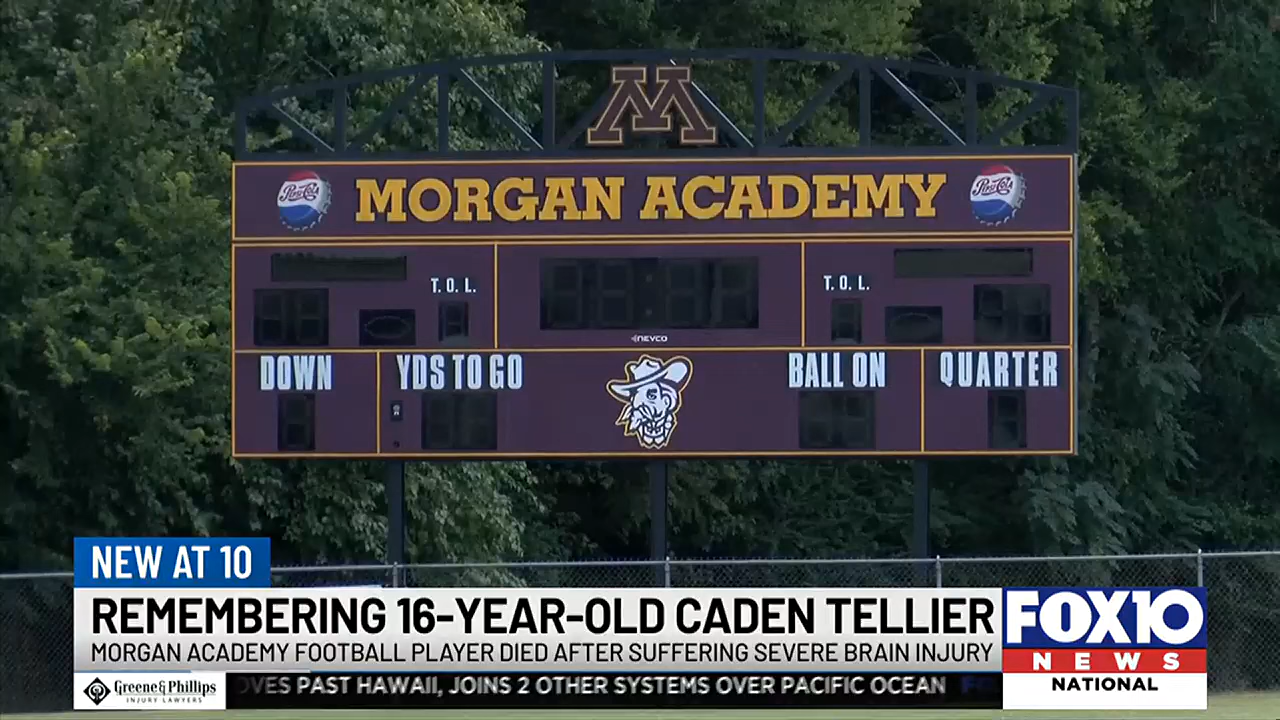 M
Pepsi-Cola
MORGAN ACADEMY
Pepsi-Cola
T. O. L.
T. O. L.
NEVCO
DOWN
YDS TO GO
BALL ON
QUARTER
NEW AT 10
REMEMBERING 16-YEAR-OLD CADEN TELLIER
MORGAN ACADEMY FOOTBALL PLAYER DIED AFTER SUFFERING SEVERE BRAIN INJURY
FOX10
NEWS
NATIONAL
Greene & Phillips
INJURY LAWYERS
OVES PAST HAWAII, JOINS 2 OTHER SYSTEMS OVER PACIFIC OCEAN